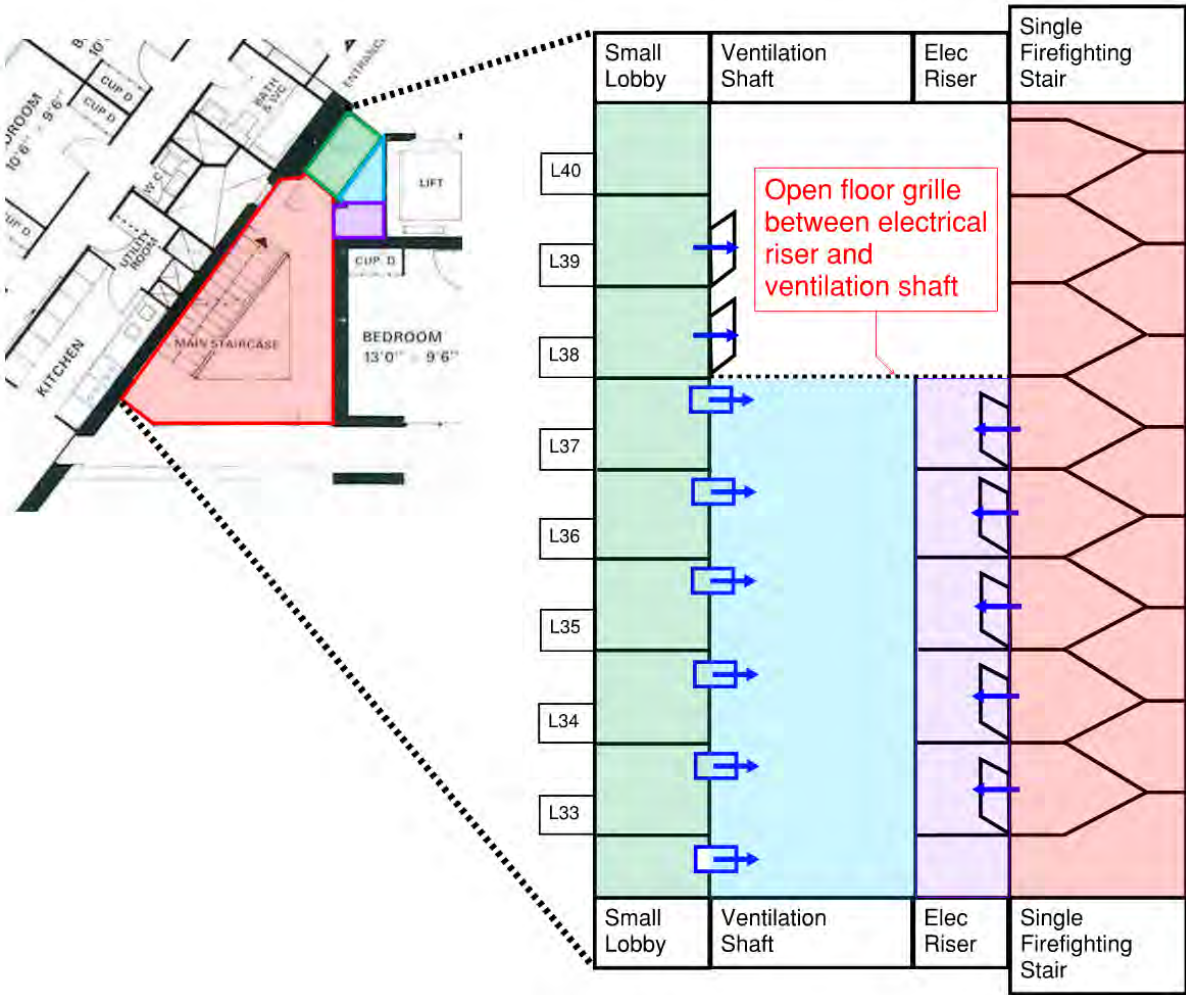 Small
Lobby
Ventilation
Shaft
Elec
Riser
Single
Firefighting
Stair
ENTRANCE
CUP D
CUP D
10'6" - 9'6"
BATH
& WC
LIFT
W C
CUP D
UTILITY
ROOM
CUP D
KITCHEN
MAIN STAIRCASE
BEDROOM
13'0" - 9'6"
L40
L39
L38
L37
L36
L35
L34
L33
Open floor grille
between electrical
riser and
ventilation shaft
Small
Lobby
Ventilation
Shaft
Elec
Riser
Single
Firefighting
Stair